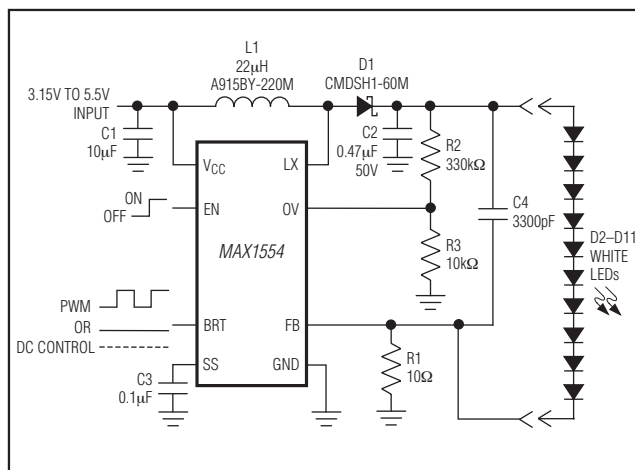 L1
22µH
A915BY-220M
D1
CMDSH1-60M
3.15V TO 5.5V
INPUT
C1
10µF
C2
0.47µF
50V
R2
330kΩ
C4
3300pF
VCC
LX
ON
OFF
EN
OV
MAX1554
R3
10kΩ
D2–D11
WHITE
LEDs
PWM
OR
DC CONTROL
BRT
FB
SS
GND
C3
0.1µF
R1
10Ω